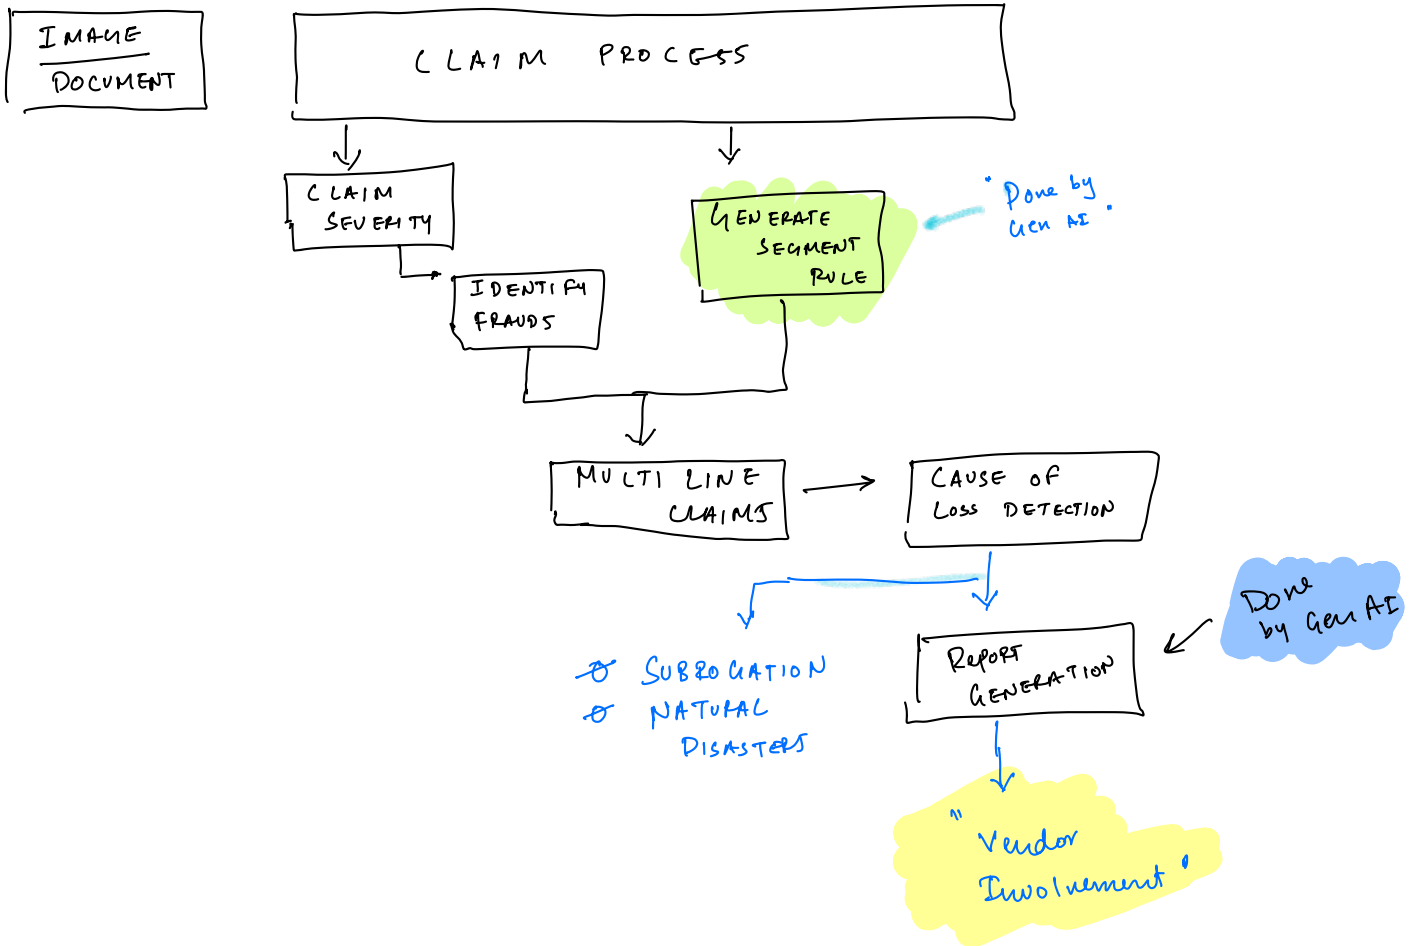 IMAGE
DOCUMENT
CLAIM PROCESS
CLAIM
SEVERITY
GENERATE
SEGMENT
RULE
" Done by
Gen AI "
IDENTIFY
FRAUDS
MULTI LINE
CLAIMS
CAUSE OF
LOSS DETECTION
Done
by Gen AI
REPORT
GENERATION
SUBROGATION
NATURAL
DISASTERS
" Vendor
Involvement "